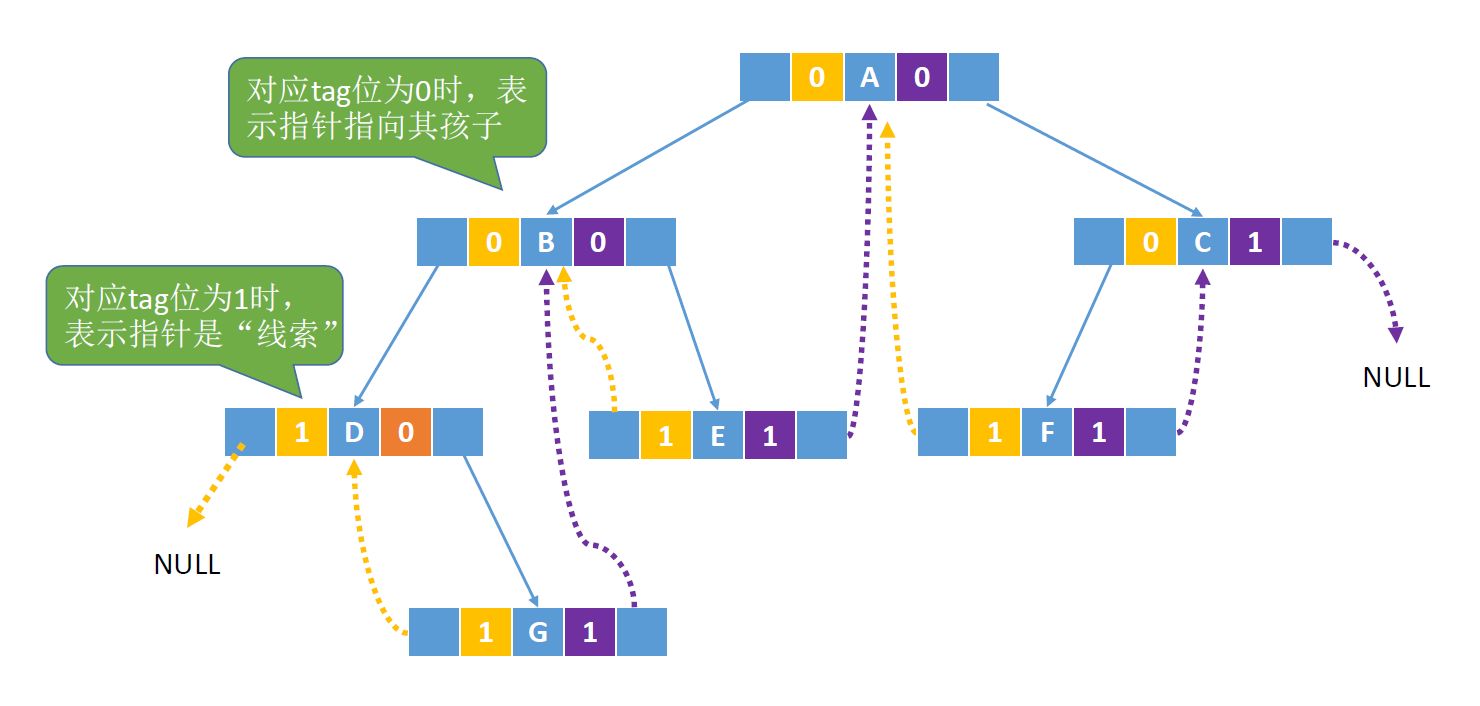 对应tag位为0时，表
示指针指向其孩子
0 A 0
0 B 0
0 C 1
对应tag位为1时，
表示指针是“线索”
NULL
1 D 0
1 E 1
1 F 1
NULL
1 G 1